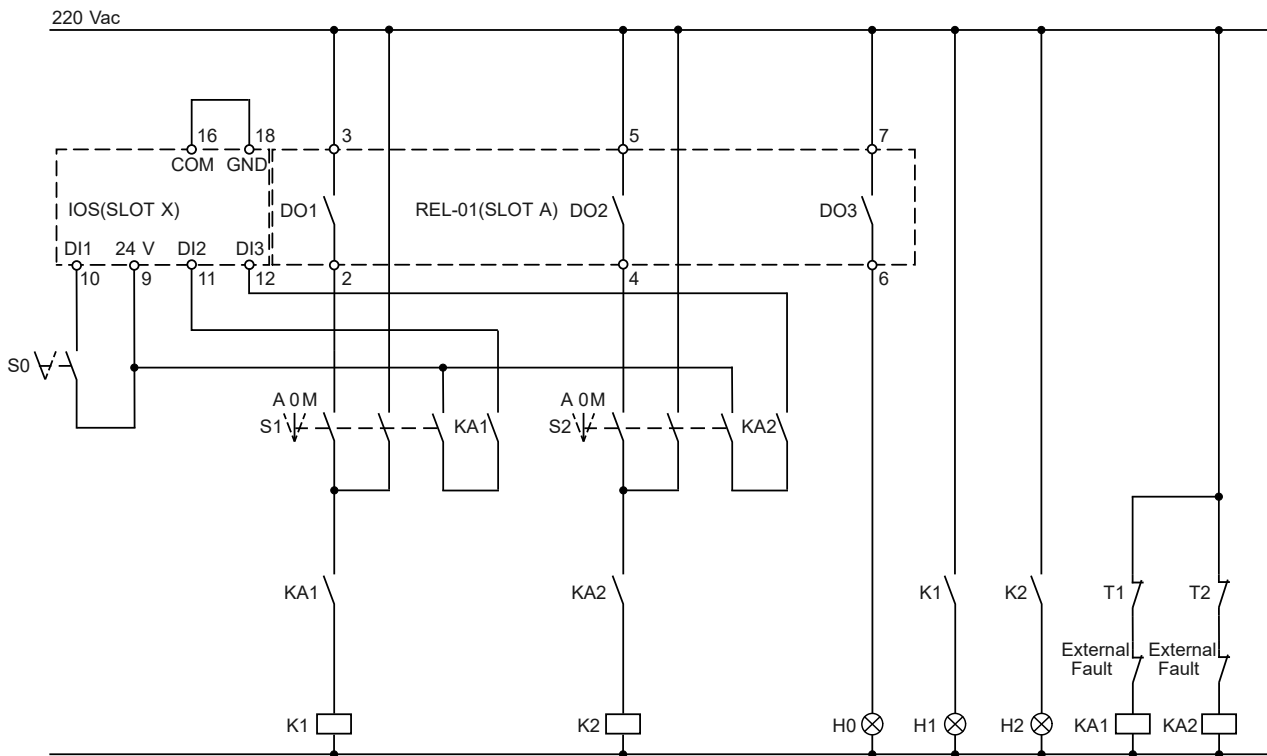 220 Vac
16 18 3 5 7
COM GND
IOS(SLOT X) DO1 REL-01(SLOT A) DO2 DO3
DI1 24 V DI2 DI3
10 9 11 12 2 4 6
S0
A 0 M A 0 M
S1 KA1 S2 KA2
KA1 KA2 K1 K2 T1 T2
External External
Fault Fault
K1 K2 H0 H1 H2 KA1 KA2